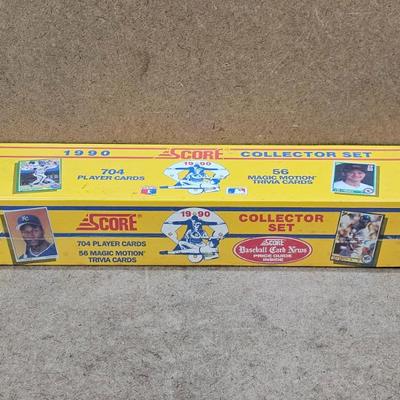 1990 SCORE COLLECTOR SET
704
PLAYER CARDS
1990
56
MAGIC MOTION
TRIVIA CARDS
SCORE
1990
COLLECTOR
SET
704 PLAYER CARDS
56 MAGIC MOTION
TRIVIA CARDS
SCORE
Baseball Card News
PRICE GUIDE
INSIDE